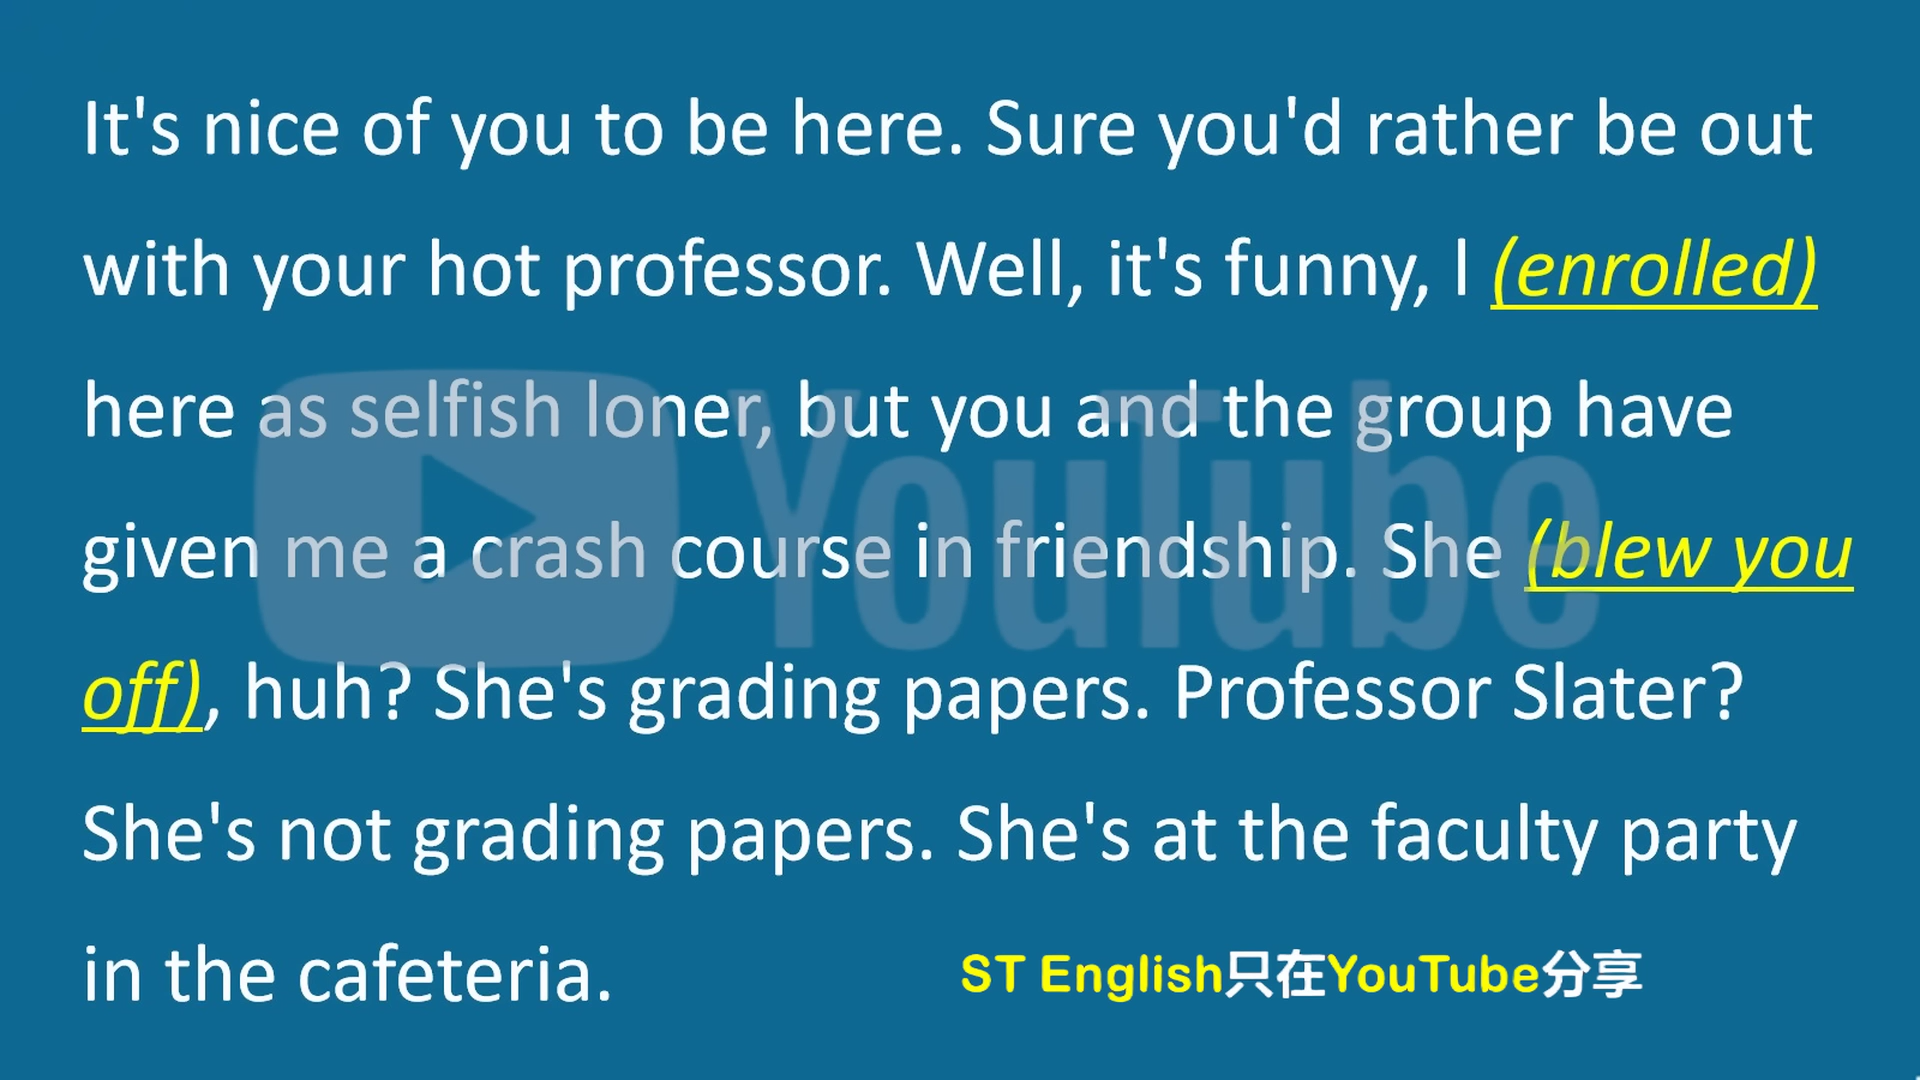 It's nice of you to be here. Sure you'd rather be out
with your hot professor. Well, it's funny, I (enrolled)
here as selfish loner, but you and the group have
given me a crash course in friendship. She (blew you
off), huh? She's grading papers. Professor Slater?
She's not grading papers. She's at the faculty party
in the cafeteria.
ST English只在YouTube分享
YouTube